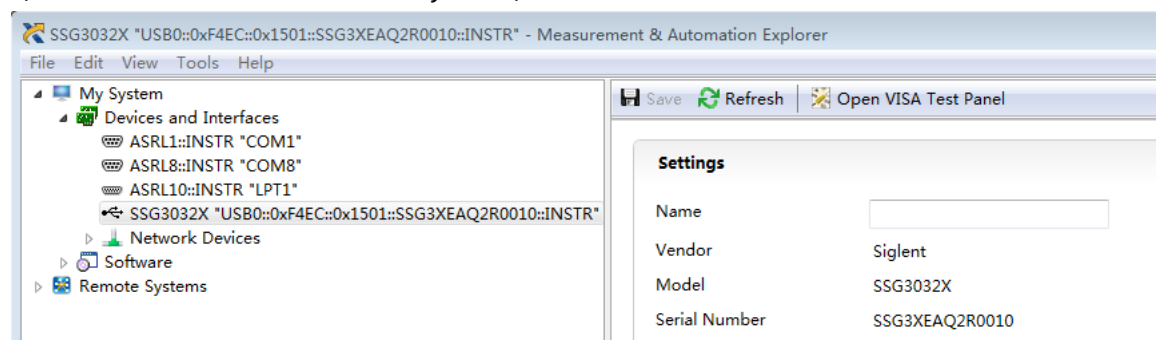 SSG3032X "USB0::0xF4EC::0x1501::SSG3XEAQ2R0010::INSTR" - Measurement & Automation Explorer
File Edit View Tools Help
My System
Devices and Interfaces
ASRL1::INSTR "COM1"
ASRL8::INSTR "COM8"
ASRL10::INSTR "LPT1"
SSG3032X "USB0::0xF4EC::0x1501::SSG3XEAQ2R0010::INSTR"
Network Devices
Software
Remote Systems
Save Refresh Open VISA Test Panel
Settings
Name
Vendor Siglent
Model SSG3032X
Serial Number SSG3XEAQ2R0010